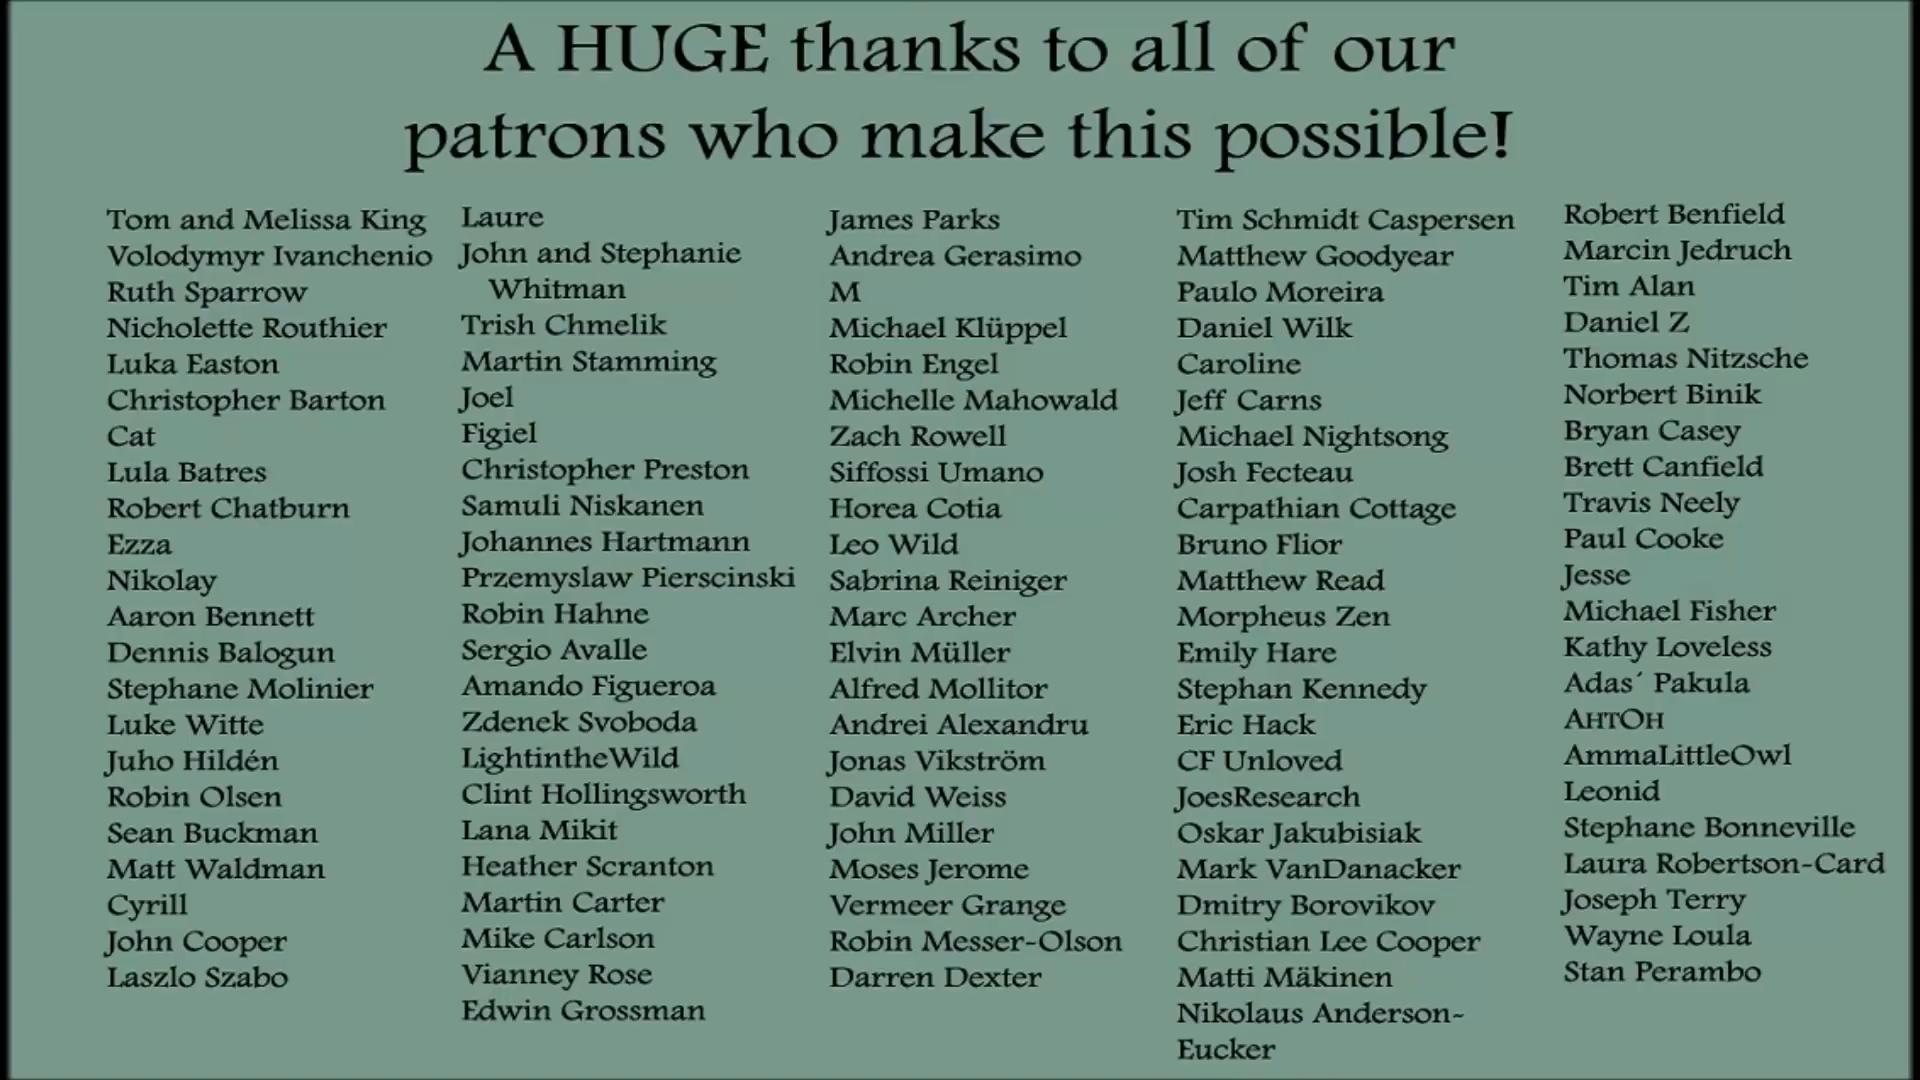 A HUGE thanks to all of our
patrons who make this possible!
Tom and Melissa King
Volodymyr Ivanchenio
Ruth Sparrow
Nicholette Routhier
Luka Easton
Christopher Barton
Cat
Lula Batres
Robert Chatburn
Ezza
Nikolay
Aaron Bennett
Dennis Balogun
Stephane Molinier
Luke Witte
Juho Hildén
Robin Olsen
Sean Buckman
Matt Waldman
Cyrill
John Cooper
Laszlo Szabo
Laure
John and Stephanie
Whitman
Trish Chmelik
Martin Stamming
Joel
Figiel
Christopher Preston
Samuli Niskanen
Johannes Hartmann
Przemyslaw Pierscinski
Robin Hahne
Sergio Avalle
Amando Figueroa
Zdenek Svoboda
LightintheWild
Clint Hollingsworth
Lana Mikit
Heather Scranton
Martin Carter
Mike Carlson
Vianney Rose
Edwin Grossman
James Parks
Andrea Gerasimo
M
Michael Klüppel
Robin Engel
Michelle Mahowald
Zach Rowell
Siffossi Umano
Horea Cotia
Leo Wild
Sabrina Reiniger
Marc Archer
Elvin Müller
Alfred Mollitor
Andrei Alexandru
Jonas Vikström
David Weiss
John Miller
Moses Jerome
Vermeer Grange
Robin Messer-Olson
Darren Dexter
Tim Schmidt Caspersen
Matthew Goodyear
Paulo Moreira
Daniel Wilk
Caroline
Jeff Carns
Michael Nightsong
Josh Fecteau
Carpathian Cottage
Bruno Flior
Matthew Read
Morpheus Zen
Emily Hare
Stephan Kennedy
Eric Hack
CF Unloved
JoesResearch
Oskar Jakubisiak
Mark VanDanacker
Dmitry Borovikov
Christian Lee Cooper
Matti Mäkinen
Nikolaus Anderson-
Eucker
Robert Benfield
Marcin Jedruch
Tim Alan
Daniel Z
Thomas Nitzsche
Norbert Binik
Bryan Casey
Brett Canfield
Travis Neely
Paul Cooke
Jesse
Michael Fisher
Kathy Loveless
Adas´ Pakula
AнтOн
AmmaLittleOwl
Leonid
Stephane Bonneville
Laura Robertson-Card
Joseph Terry
Wayne Loula
Stan Perambo